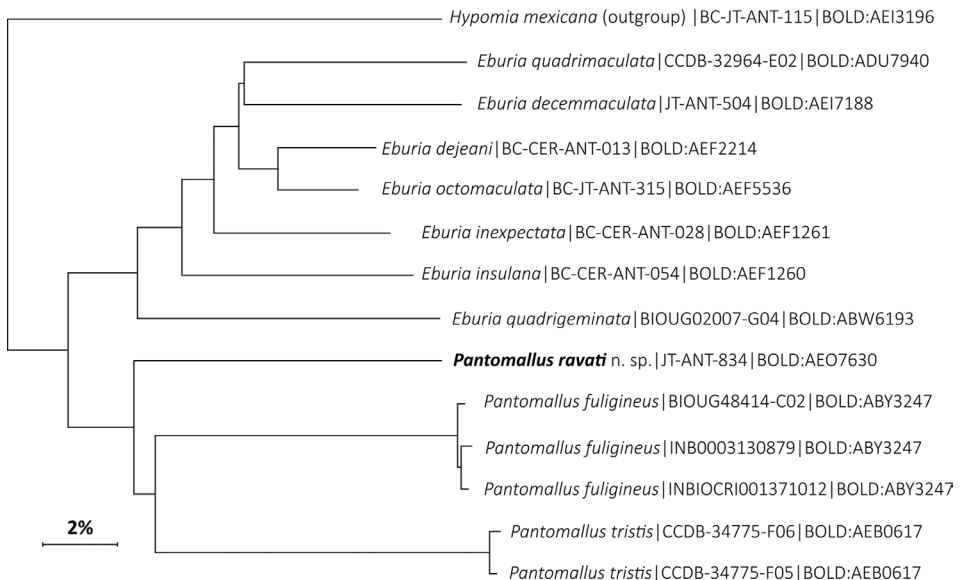 Hypomia mexicana (outgroup) |BC-JT-ANT-115|BOLD:AEI3196
Eburia quadrimaculata|CCDB-32964-E02|BOLD:ADU7940
Eburia decemmaculata|JT-ANT-504|BOLD:AEI7188
Eburia dejeani|BC-CER-ANT-013|BOLD:AEF2214
Eburia octomaculata|BC-JT-ANT-315|BOLD:AEF5536
Eburia inexpectata|BC-CER-ANT-028|BOLD:AEF1261
Eburia insulana|BC-CER-ANT-054|BOLD:AEF1260
Eburia quadrigeminata|BIOUG02007-G04|BOLD:ABW6193
Pantomallus ravati n. sp.|JT-ANT-834|BOLD:AEO7630
Pantomallus fuligineus|BIOUG48414-C02|BOLD:ABY3247
Pantomallus fuligineus|INB0003130879|BOLD:ABY3247
Pantomallus fuligineus|INBIOCRI001371012|BOLD:ABY3247
2%
Pantomallus tristis|CCDB-34775-F06|BOLD:AEB0617
Pantomallus tristis|CCDB-34775-F05|BOLD:AEB0617